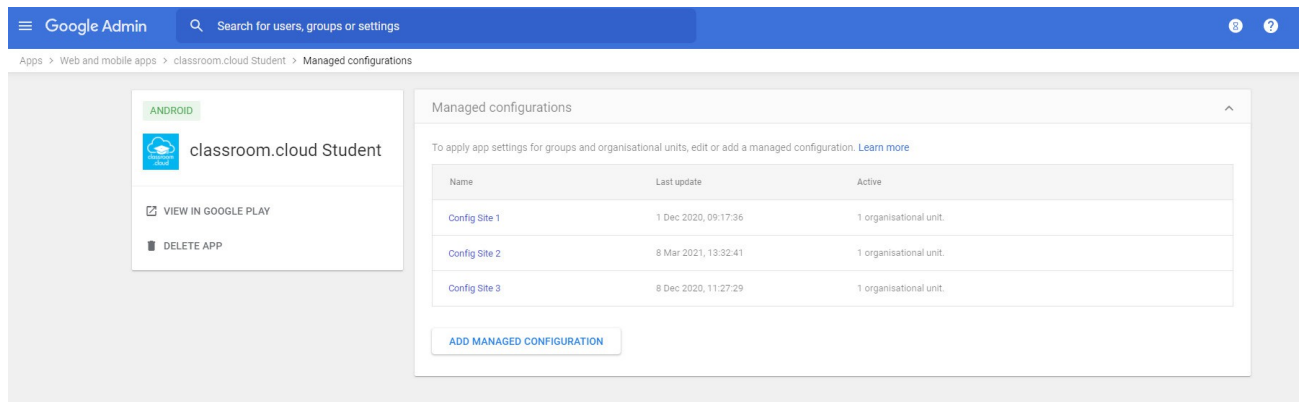 Google Admin
Search for users, groups or settings
Apps > Web and mobile apps > classroom.cloud Student > Managed configurations
ANDROID
classroom.cloud
classroom.cloud Student
VIEW IN GOOGLE PLAY
DELETE APP
Managed configurations
To apply app settings for groups and organisational units, edit or add a managed configuration. Learn more
Name Last update Active
Config Site 1 1 Dec 2020, 09:17:36 1 organisational unit.
Config Site 2 8 Mar 2021, 13:32:41 1 organisational unit.
Config Site 3 8 Dec 2020, 11:27:29 1 organisational unit.
ADD MANAGED CONFIGURATION